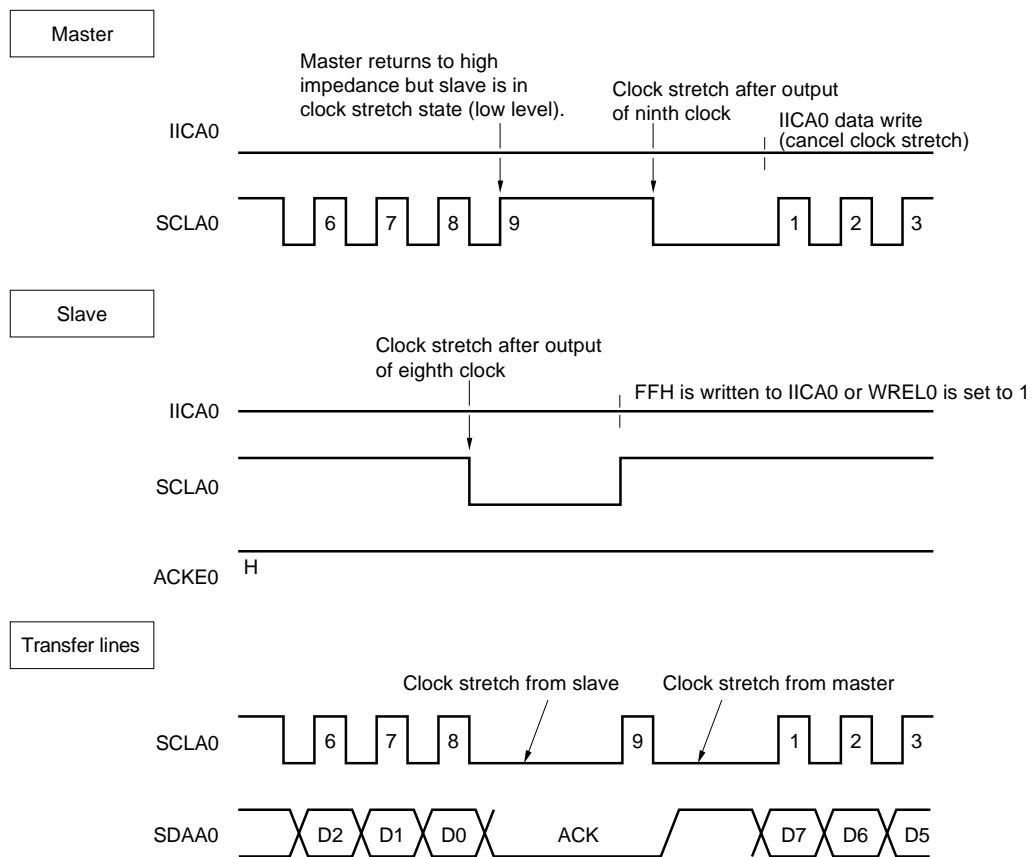 Master
Master returns to high
impedance but slave is in
clock stretch state (low level).
Clock stretch after output
of ninth clock
IICA0 data write
(cancel clock stretch)
IICA0
SCLA0 6 7 8 9 1 2 3
Slave
Clock stretch after output
of eighth clock
FFH is written to IICA0 or WREL0 is set to 1
IICA0
SCLA0
H
ACKE0
Transfer lines
Clock stretch from slave
Clock stretch from master
SCLA0 6 7 8 9 1 2 3
SDAA0 D2 D1 D0 ACK D7 D6 D5